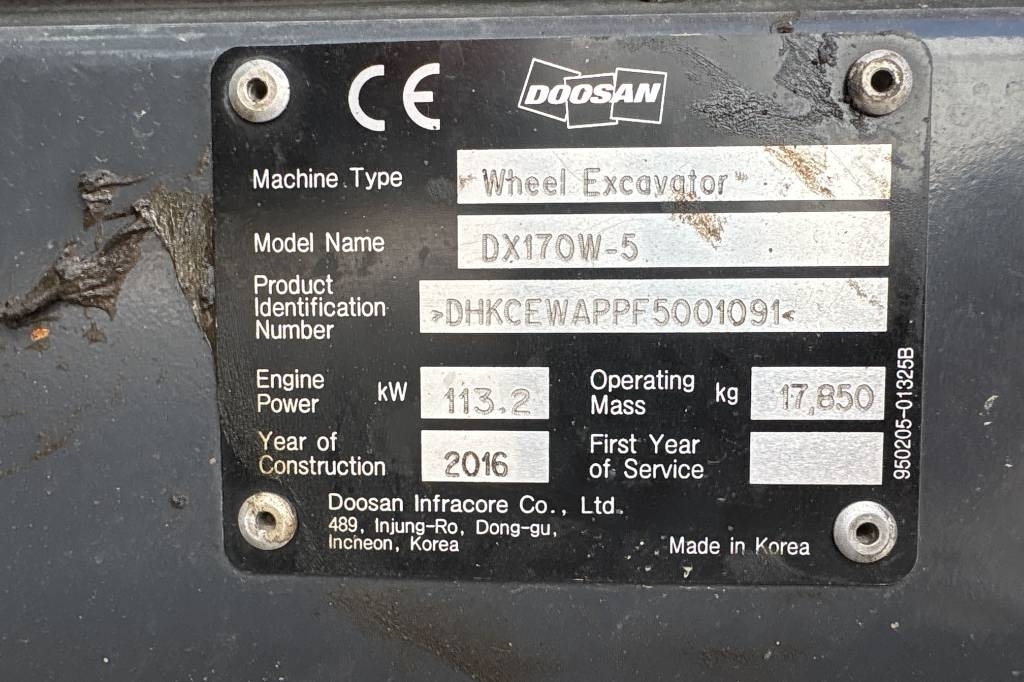 CE DOOSAN
Machine Type Wheel Excavator
Model Name DX170W-5
Product
Identification
Number >DHKCEWAPPF5001091<
Engine
Power kW 113.2
Operating
Mass kg 17,850
Year of
Construction 2016
First Year
of Service
Doosan Infracore Co., Ltd.
489, Injung-Ro, Dong-gu,
Incheon, Korea
Made in Korea
950205-01325B